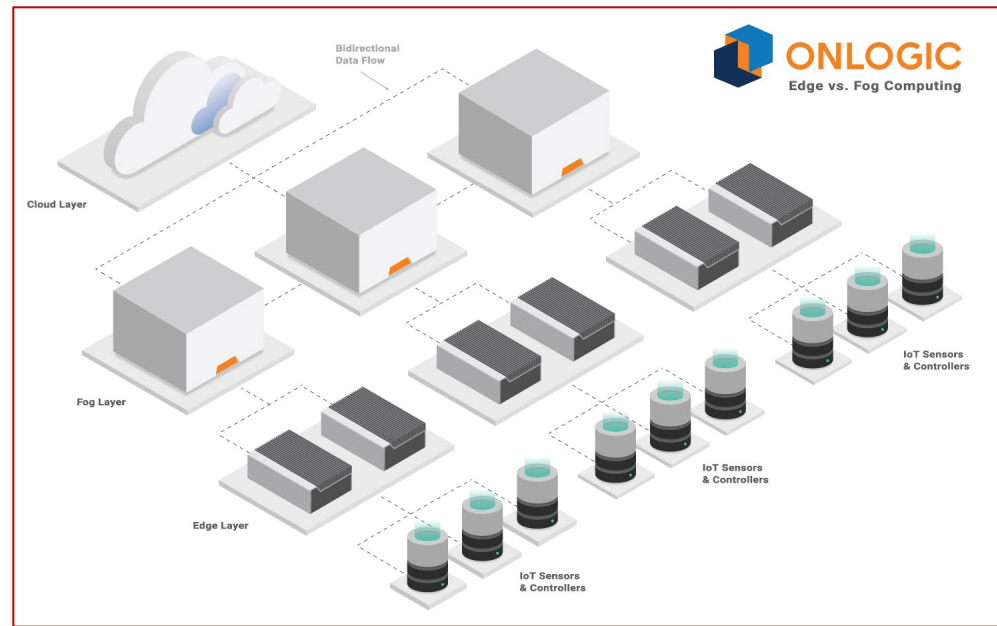 Bidirectional
Data Flow
ONLOGIC
Edge vs. Fog Computing
Cloud Layer
Fog Layer
Edge Layer
IoT Sensors
& Controllers
IoT Sensors
& Controllers
IoT Sensors
& Controllers